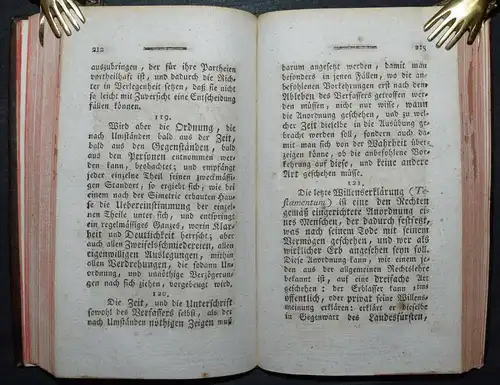 212
auszubringen, der für ihre Partheien
vortheilhaft ist, und dadurch die Rich-
ter in Verlegenheit sehen, daß sie nicht
so leicht mit Zuversicht eine Entscheidung
fällen können.
119.
Wird aber die Ordnung, die
nach Umständen bald aus der Zeit,
bald aus den Gegenständen, bald
aus den Personen entnommen wer-
den kann, beobachtet; und empfängt
jeder einzelne Theil seinen zweckmäßi-
gen Standort, so ergiebt sich, wie bei
einem nach der Simetrie erbauten Hau-
se die Uebereinstimmung der einzel-
nen Theile unter sich, und entspringt
ein regelmäßiges Ganzes, worin Klar-
heit und Deutlichkeit herrscht; aber
auch allen Zweifelsschmiedereien, allen
eigenwilligen Auslegungen, mithin
allen Verdrehungen, die sodann Un-
ordnung, und unabsehbare Verzögerun-
gen nach sich ziehen, vorgebeugt wird.
120.
Die Zeit, und die Unterschrift
sowohl des Verfassers selbst, als der
nach Umständen nöthigen Zeigen muß
213
darum angesetzt werden, damit man
besonders in jenen Fällen, wo die an-
befohlenen Vorkehrungen erst nach dem
Ableben des Verfassers getroffen wer-
den müssen, nicht nur wisse, wann
die Anordnung geschehen, und zu wel-
cher Zeit dieselbe in die Ausübung ge-
bracht werden soll, sondern auch da-
mit man sich von der Wahrheit über-
zeigen könne, ob die anbefohlene Vor-
kehrung auf diese, und keine andere
Art geschehen müsse.
121.
Die letzte Willenserklärung (Te-
stamentum) ist eine den Rechten
gemäß eingerichtete Anordnung ei-
nes Menschen, der dadurch festsetzt,
was nach seinem Tode mit seinem
Vermögen geschehen, und wer als
wirklicher Erb angesehen seyn soll.
Diese Anordnung kann, wie einem je-
den aus der allgemeinen Rechtslehre
bekannt ist, auf eine dreifache Art
geschehen: der Erblasser kann
öffentlich, oder privat seine Willens-
meinung erklären: erklärt er dieselbe
in Gegenwart des Landesfürsten,